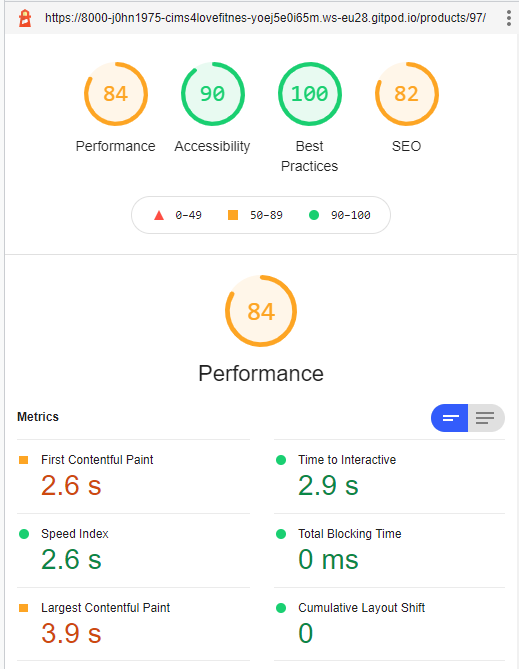 https://8000-j0hn1975-cims4lovefitnes-yoej5e0i65m.ws-eu28.gitpod.io/products/97/
84 90 100 82
Performance Accessibility Best Practices SEO
0–49 50–89 90–100
84
Performance
Metrics
First Contentful Paint
2.6 s
Time to Interactive
2.9 s
Speed Index
2.6 s
Total Blocking Time
0 ms
Largest Contentful Paint
3.9 s
Cumulative Layout Shift
0